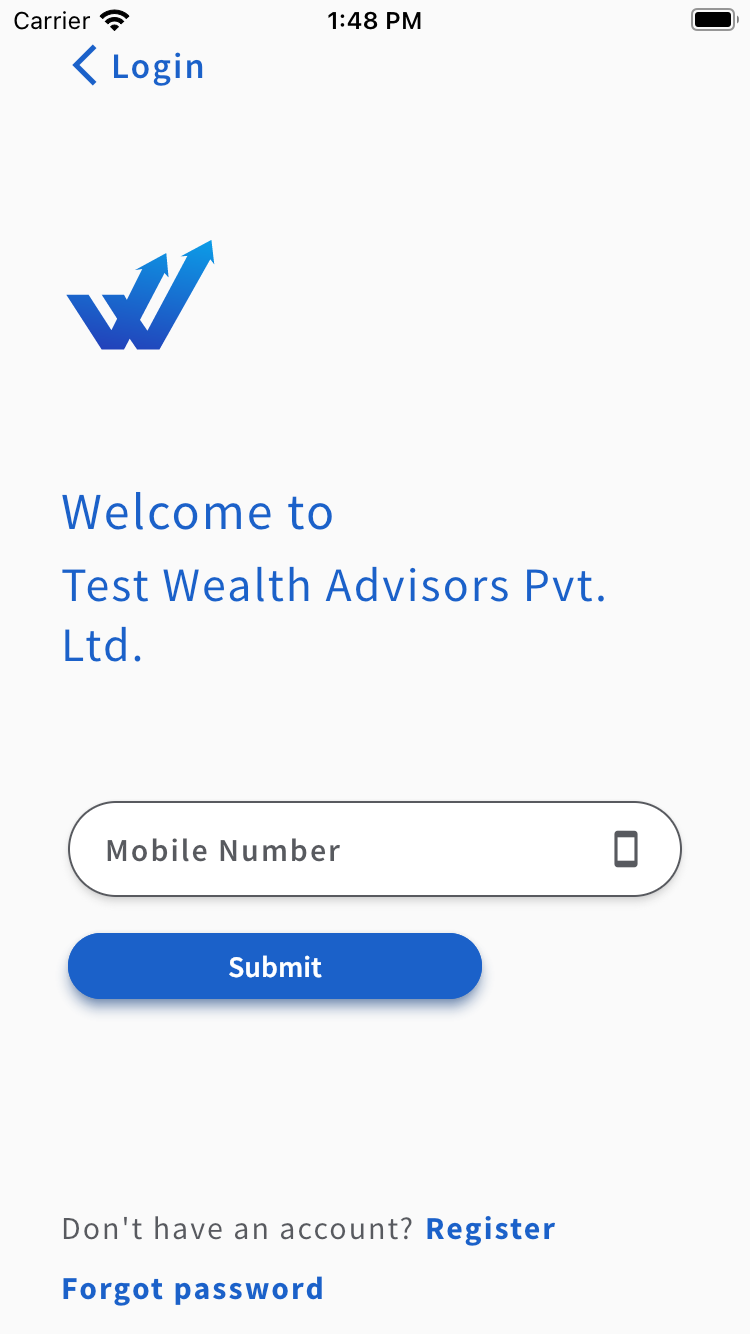 Carrier 1:48 PM
Login
Welcome to
Test Wealth Advisors Pvt.
Ltd.
Mobile Number
Submit
Don't have an account? Register
Forgot password